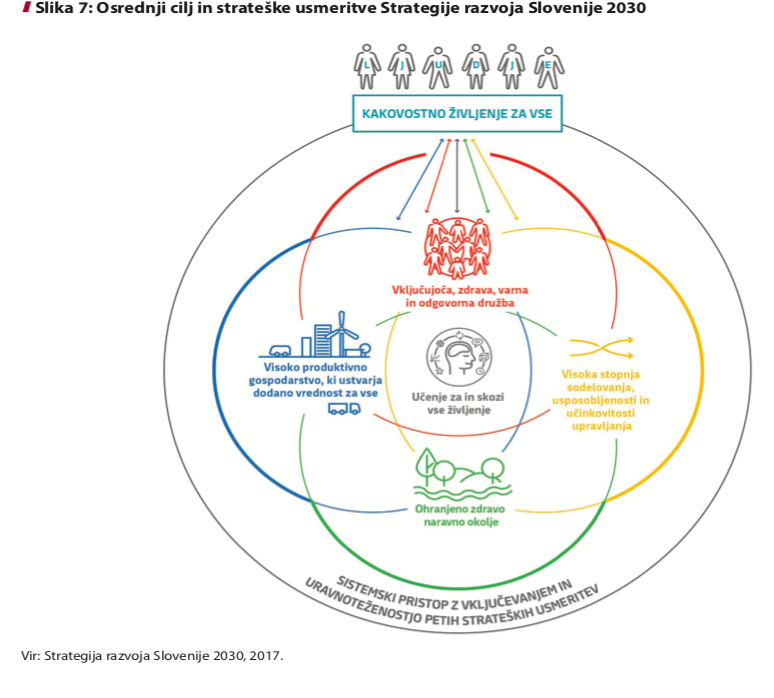 Slika 7: Osrednji cilj in strateške usmeritve Strategije razvoja Slovenije 2030
L J U D J E
KAKOVOSTNO ŽIVLJENJE ZA VSE
Vključujoča, zdrava, varna
in odgovorna družba
Visoko produktivno
gospodarstvo, ki ustvarja
dodano vrednost za vse
Učenje za in skozi
vse življenje
Visoka stopnja
sodelovanja,
usposobljenosti in
učinkovitosti
upravljanja
Ohranjeno zdravo
naravno okolje
SISTEMSKI PRISTOP Z VKLJUČEVANJEM IN
URAVNOTEŽENOSTJO PETIH STRATEŠKIH USMERITEV
Vir: Strategija razvoja Slovenije 2030, 2017.